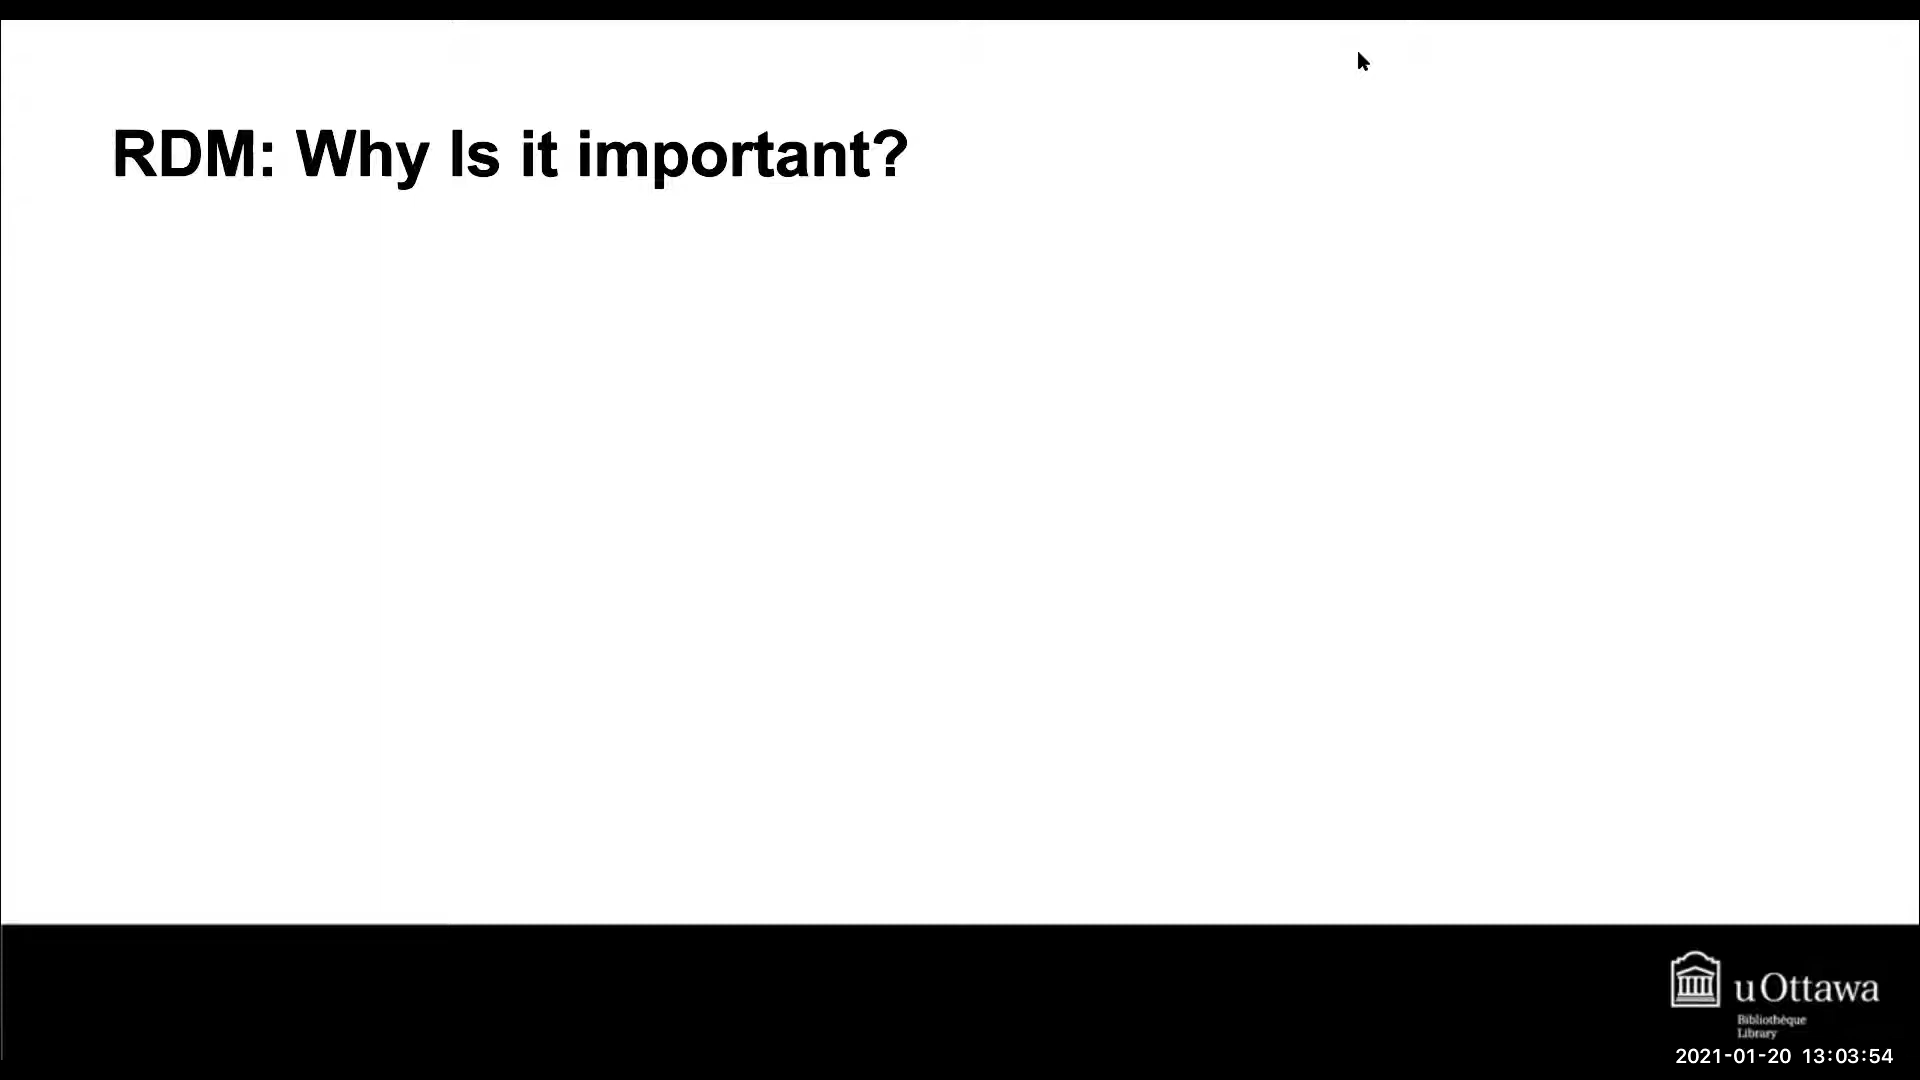 RDM: Why Is it important?
uOttawa
Bibliothèque
Library
2021-01-20 13:03:54